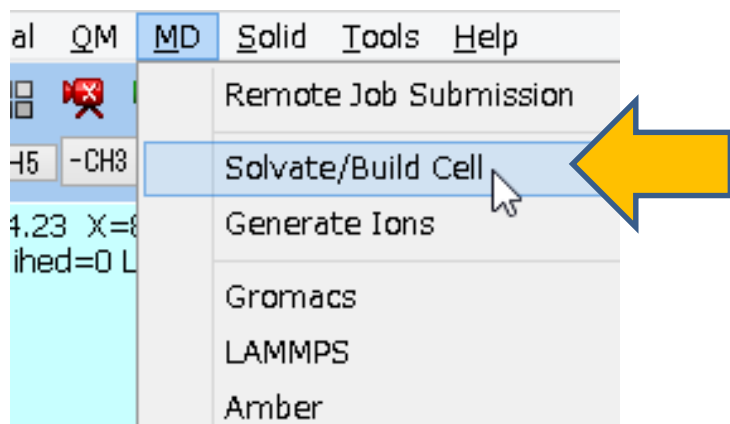 al QM MD Solid Tools Help
Remote Job Submission
H5 -CH3
Solvate/Build Cell
4.23 X=8
Generate Ions
ihed=0 L
Gromacs
LAMMPS
Amber